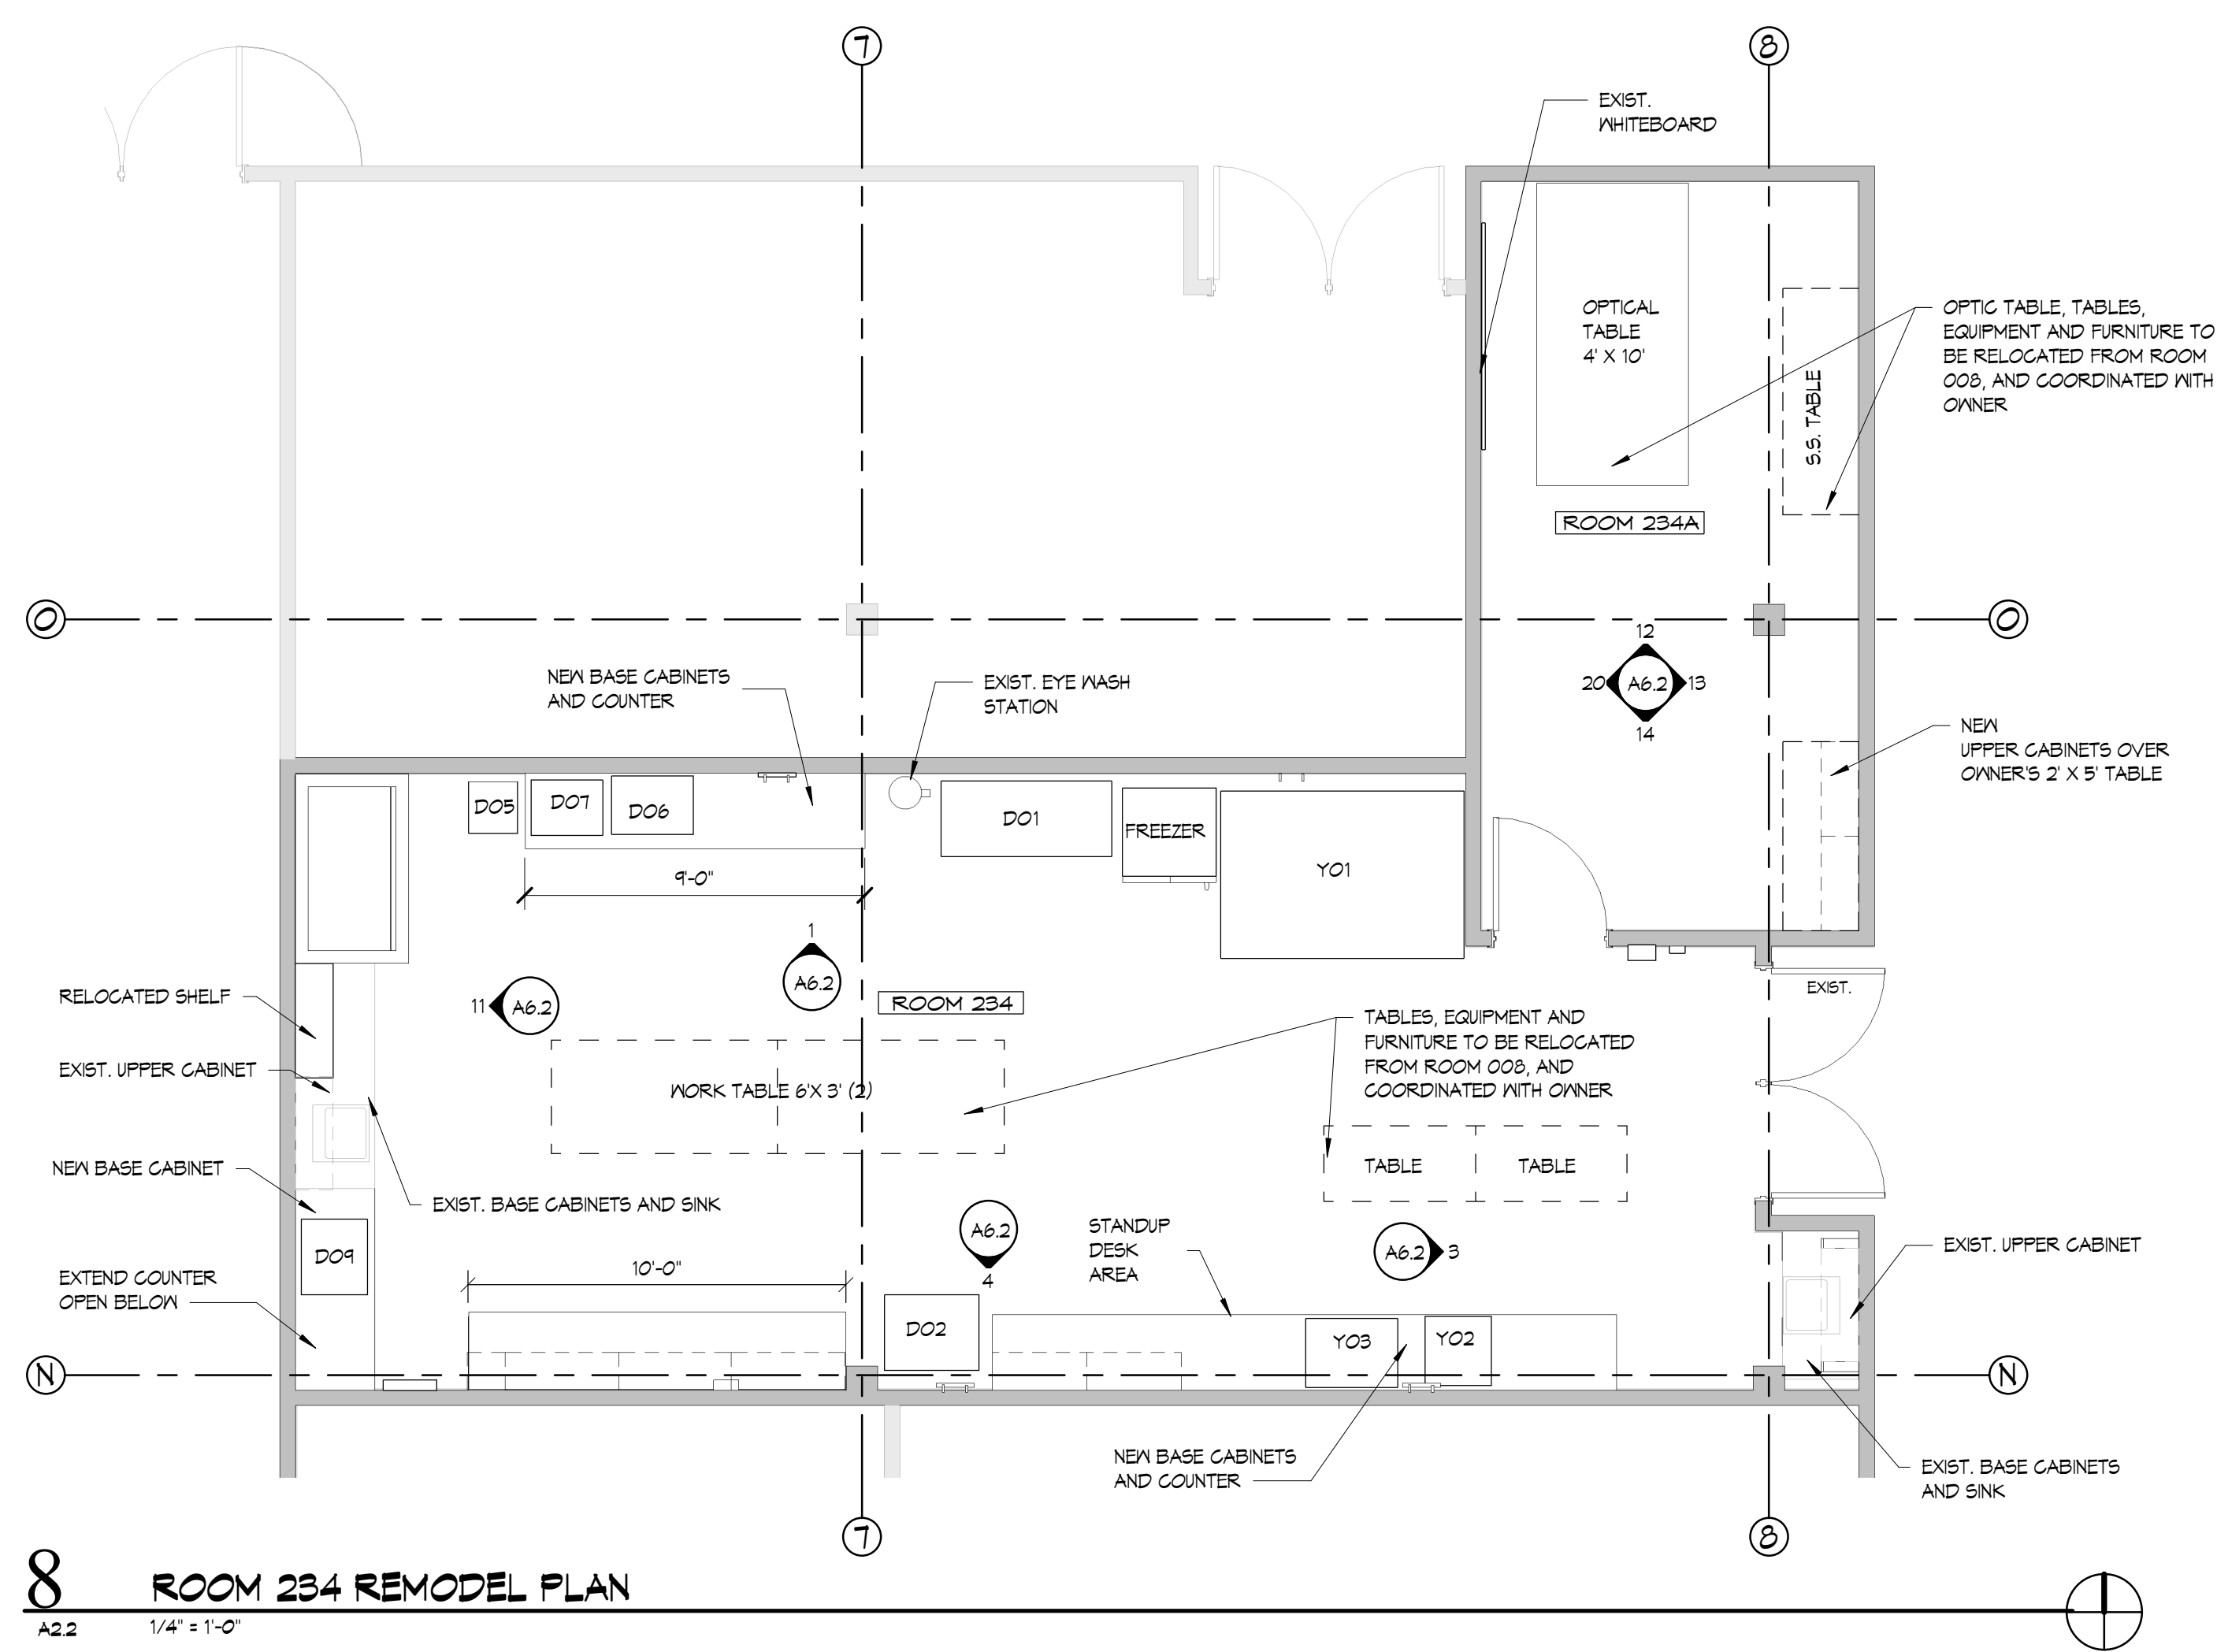 7
8
EXIST.
WHITEBOARD
OPTICAL
TABLE
4' X 10'
S.S. TABLE
OPTIC TABLE, TABLES,
EQUIPMENT AND FURNITURE TO
BE RELOCATED FROM ROOM
008, AND COORDINATED WITH
OWNER
ROOM 234A
O
O
12
20
A6.2
13
14
NEW BASE CABINETS
AND COUNTER
EXIST. EYE WASH
STATION
NEW
UPPER CABINETS OVER
OWNER'S 2' X 5' TABLE
D05
D07
D06
D01
FREEZER
Y01
9'-0"
1
A6.2
11
A6.2
ROOM 234
EXIST.
RELOCATED SHELF
TABLES, EQUIPMENT AND
FURNITURE TO BE RELOCATED
FROM ROOM 008, AND
COORDINATED WITH OWNER
EXIST. UPPER CABINET
WORK TABLE 6'X 3' (2)
NEW BASE CABINET
TABLE
TABLE
EXIST. BASE CABINETS AND SINK
D09
A6.2
4
STANDUP
DESK
AREA
A6.2
3
EXIST. UPPER CABINET
EXTEND COUNTER
OPEN BELOW
10'-0"
D02
Y03
Y02
N
N
NEW BASE CABINETS
AND COUNTER
EXIST. BASE CABINETS
AND SINK
7
8
8
ROOM 234 REMODEL PLAN
A2.2
1/4" = 1'-0"